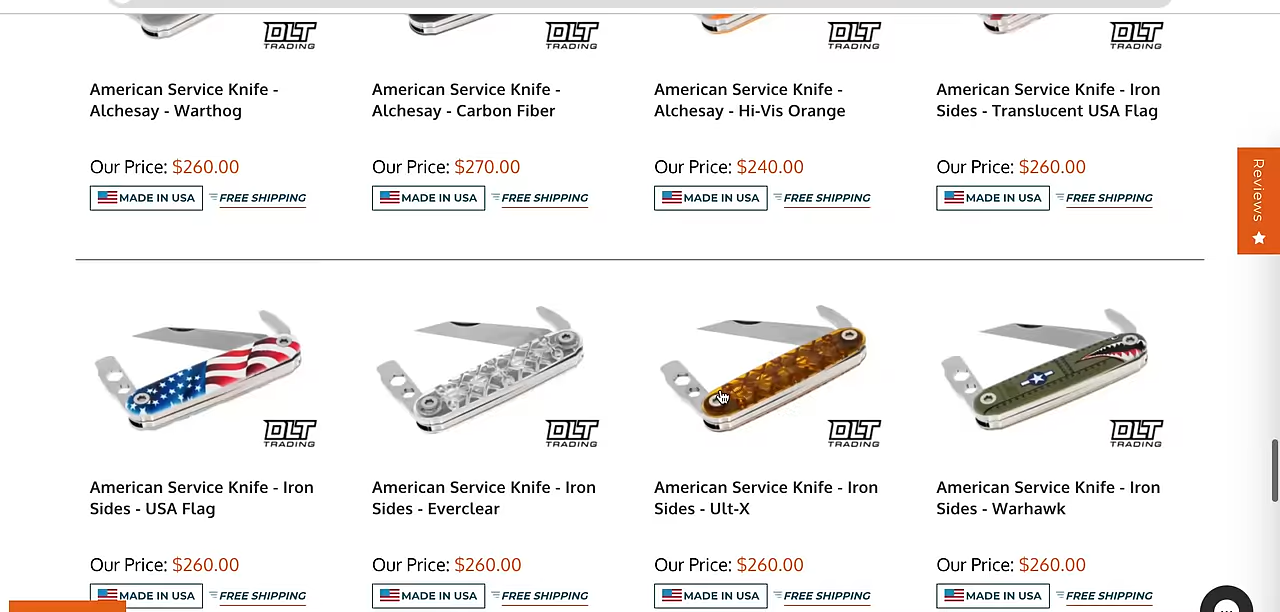 DLT
TRADING
DLT
TRADING
DLT
TRADING
DLT
TRADING
American Service Knife -
Alchesay - Warthog
American Service Knife -
Alchesay - Carbon Fiber
American Service Knife -
Alchesay - Hi-Vis Orange
American Service Knife - Iron
Sides - Translucent USA Flag
Our Price: $260.00
Our Price: $270.00
Our Price: $240.00
Our Price: $260.00
MADE IN USA FREE SHIPPING
MADE IN USA FREE SHIPPING
MADE IN USA FREE SHIPPING
MADE IN USA FREE SHIPPING
Reviews
DLT
TRADING
DLT
TRADING
DLT
TRADING
DLT
TRADING
American Service Knife - Iron
Sides - USA Flag
American Service Knife - Iron
Sides - Everclear
American Service Knife - Iron
Sides - Ult-X
American Service Knife - Iron
Sides - Warhawk
Our Price: $260.00
Our Price: $260.00
Our Price: $260.00
Our Price: $260.00
MADE IN USA FREE SHIPPING
MADE IN USA FREE SHIPPING
MADE IN USA FREE SHIPPING
MADE IN USA FREE SHIPPING